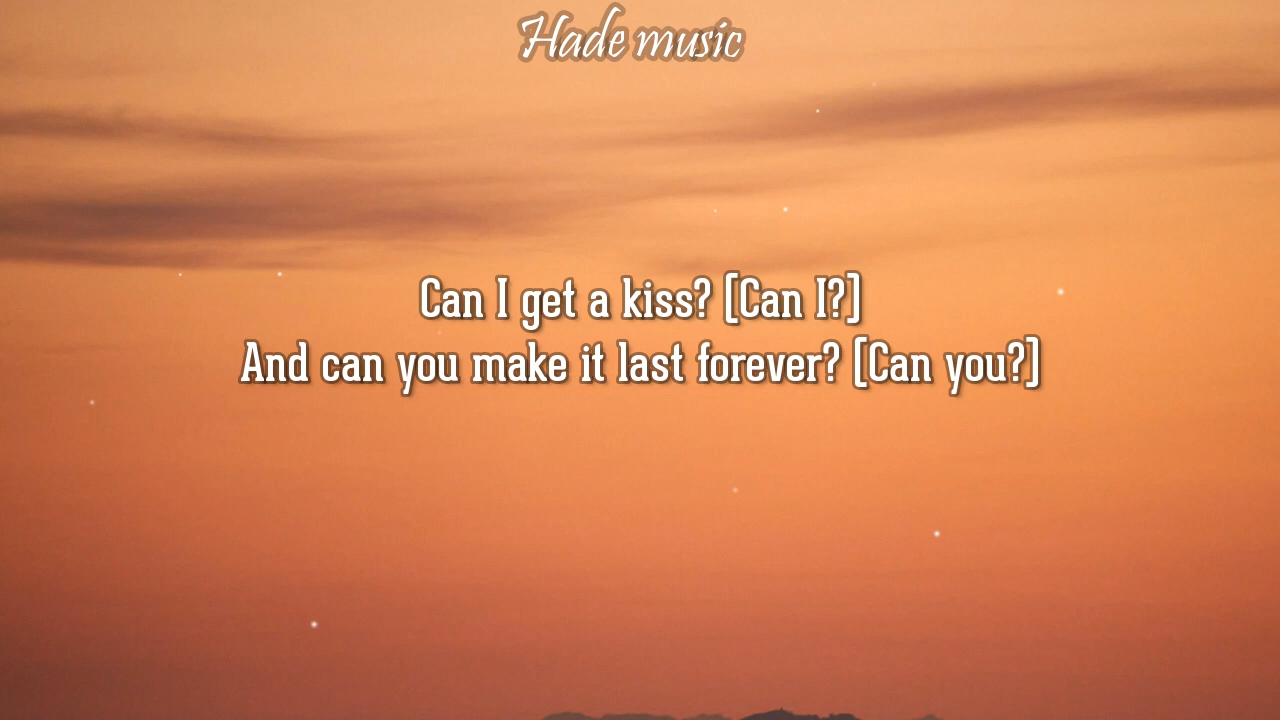 Hade music
Can I get a kiss? [Can I?]
And can you make it last forever? [Can you?]